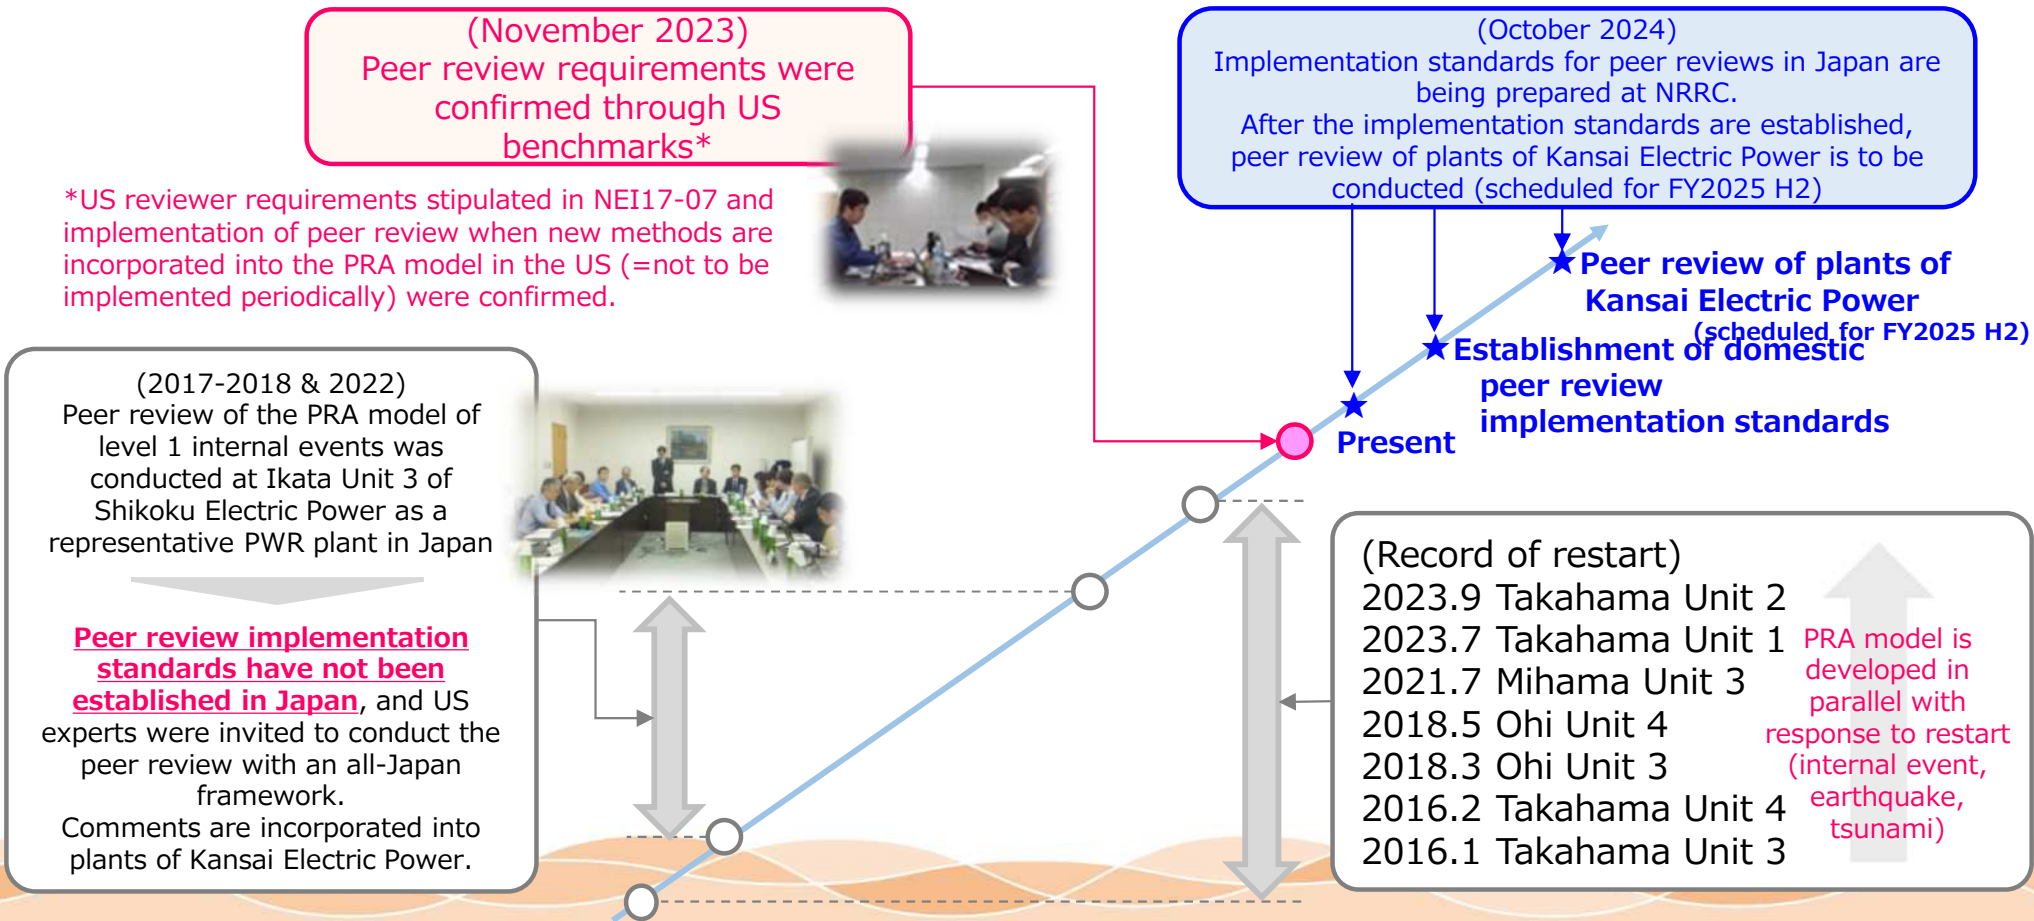 (November 2023)
Peer review requirements were
confirmed through US
benchmarks*
*US reviewer requirements stipulated in NEI17-07 and
implementation of peer review when new methods are
incorporated into the PRA model in the US (=not to be
implemented periodically) were confirmed.
(October 2024)
Implementation standards for peer reviews in Japan are
being prepared at NRRC.
After the implementation standards are established,
peer review of plants of Kansai Electric Power is to be
conducted (scheduled for FY2025 H2)
Peer review of plants of
Kansai Electric Power
(scheduled for FY2025 H2)
Establishment of domestic
peer review
implementation standards
Present
(2017-2018 & 2022)
Peer review of the PRA model of
level 1 internal events was
conducted at Ikata Unit 3 of
Shikoku Electric Power as a
representative PWR plant in Japan
Peer review implementation
standards have not been
established in Japan, and US
experts were invited to conduct the
peer review with an all-Japan
framework.
Comments are incorporated into
plants of Kansai Electric Power.
(Record of restart)
2023.9 Takahama Unit 2
2023.7 Takahama Unit 1
2021.7 Mihama Unit 3
2018.5 Ohi Unit 4
2018.3 Ohi Unit 3
2016.2 Takahama Unit 4
2016.1 Takahama Unit 3
PRA model is
developed in
parallel with
response to restart
(internal event,
earthquake,
tsunami)